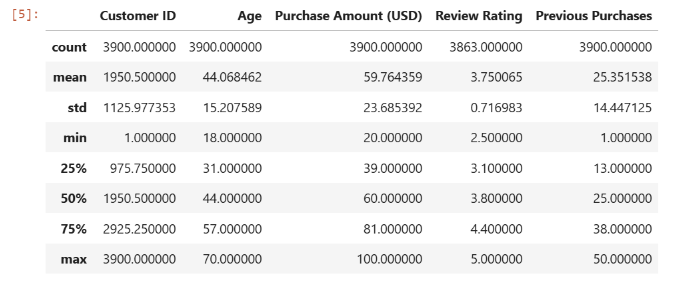 [5]: Customer ID Age Purchase Amount (USD) Review Rating Previous Purchases
count 3900.000000 3900.000000 3900.000000 3863.000000 3900.000000
mean 1950.500000 44.068462 59.764359 3.750065 25.351538
std 1125.977353 15.207589 23.685392 0.716983 14.447125
min 1.000000 18.000000 20.000000 2.500000 1.000000
25% 975.750000 31.000000 39.000000 3.100000 13.000000
50% 1950.500000 44.000000 60.000000 3.800000 25.000000
75% 2925.250000 57.000000 81.000000 4.400000 38.000000
max 3900.000000 70.000000 100.000000 5.000000 50.000000